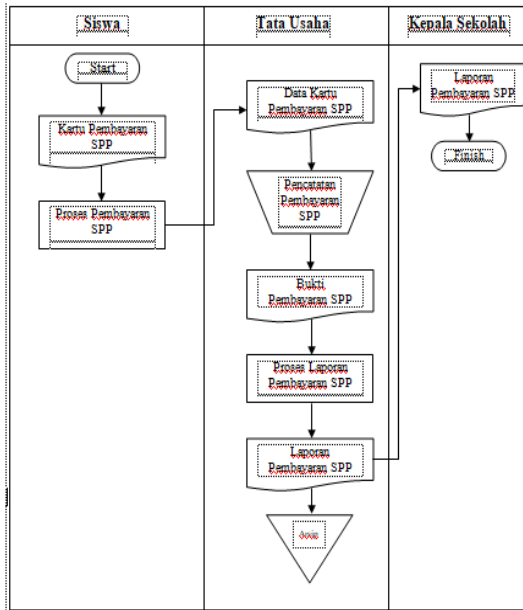 Siswa
Start
Kartu Pembayaran
SPP
Proses Pembayaran
SPP
Tata Usaha
Data Kartu
Pembayaran SPP
Pencatatan
Pembayaran
SPP
Bukti
Pembayaran SPP
Proses Laporan
Pembayaran SPP
Laporan
Pembayaran SPP
Kepala Sekolah
Laporan
Pembayaran SPP
Finish